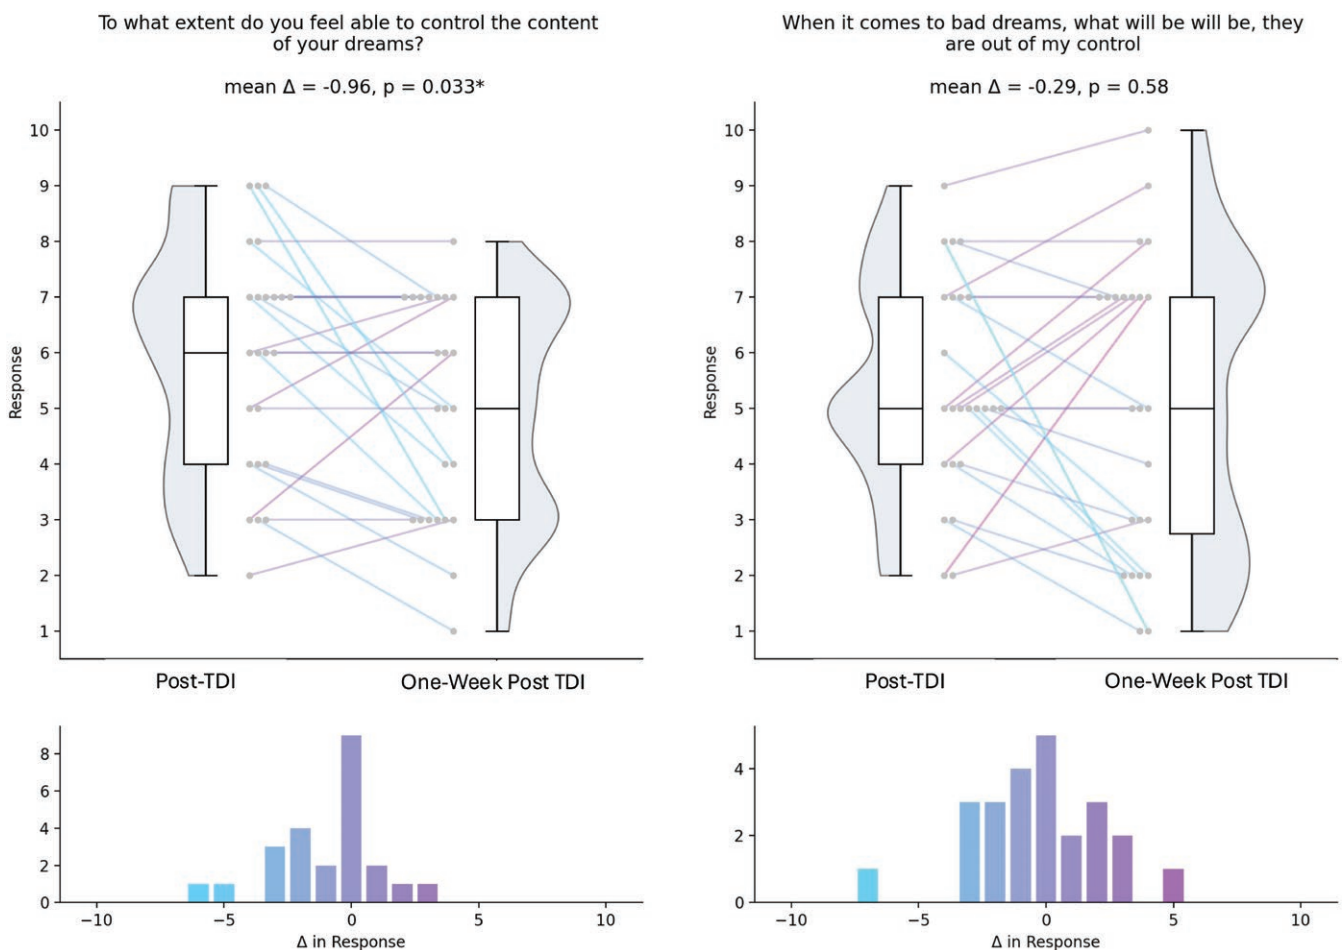 To what extent do you feel able to control the content
of your dreams?
mean Δ = -0.96, p = 0.033*
Response
10
9
8
7
6
5
4
3
2
1
Post-TDI One-Week Post TDI
8
6
4
2
0
−10 −5 0 5 10
Δ in Response
When it comes to bad dreams, what will be will be, they
are out of my control
mean Δ = -0.29, p = 0.58
Response
10
9
8
7
6
5
4
3
2
1
Post-TDI One-Week Post TDI
4
2
0
−10 −5 0 5 10
Δ in Response